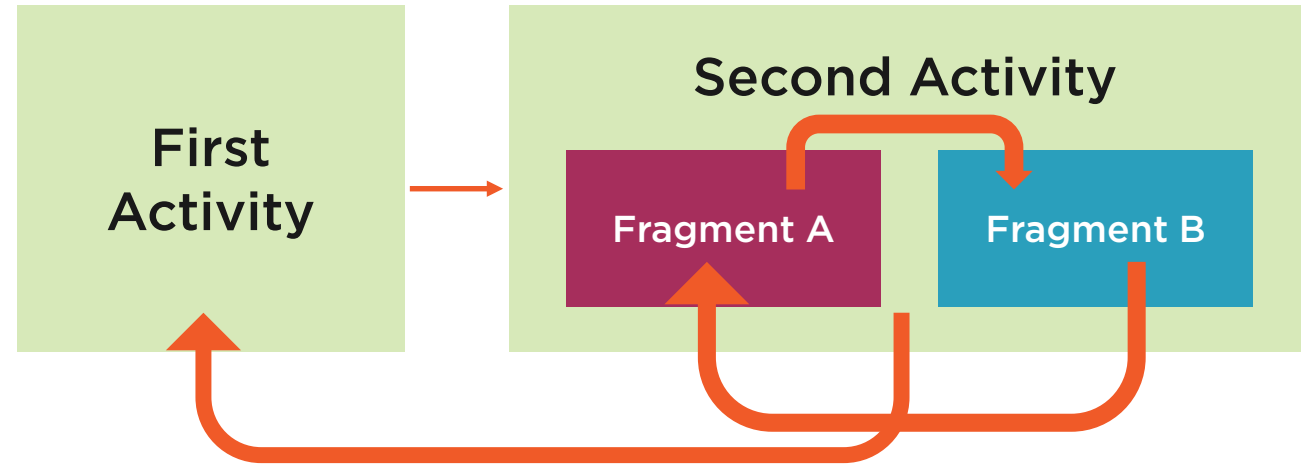 First
Activity
Second Activity
Fragment A
Fragment B